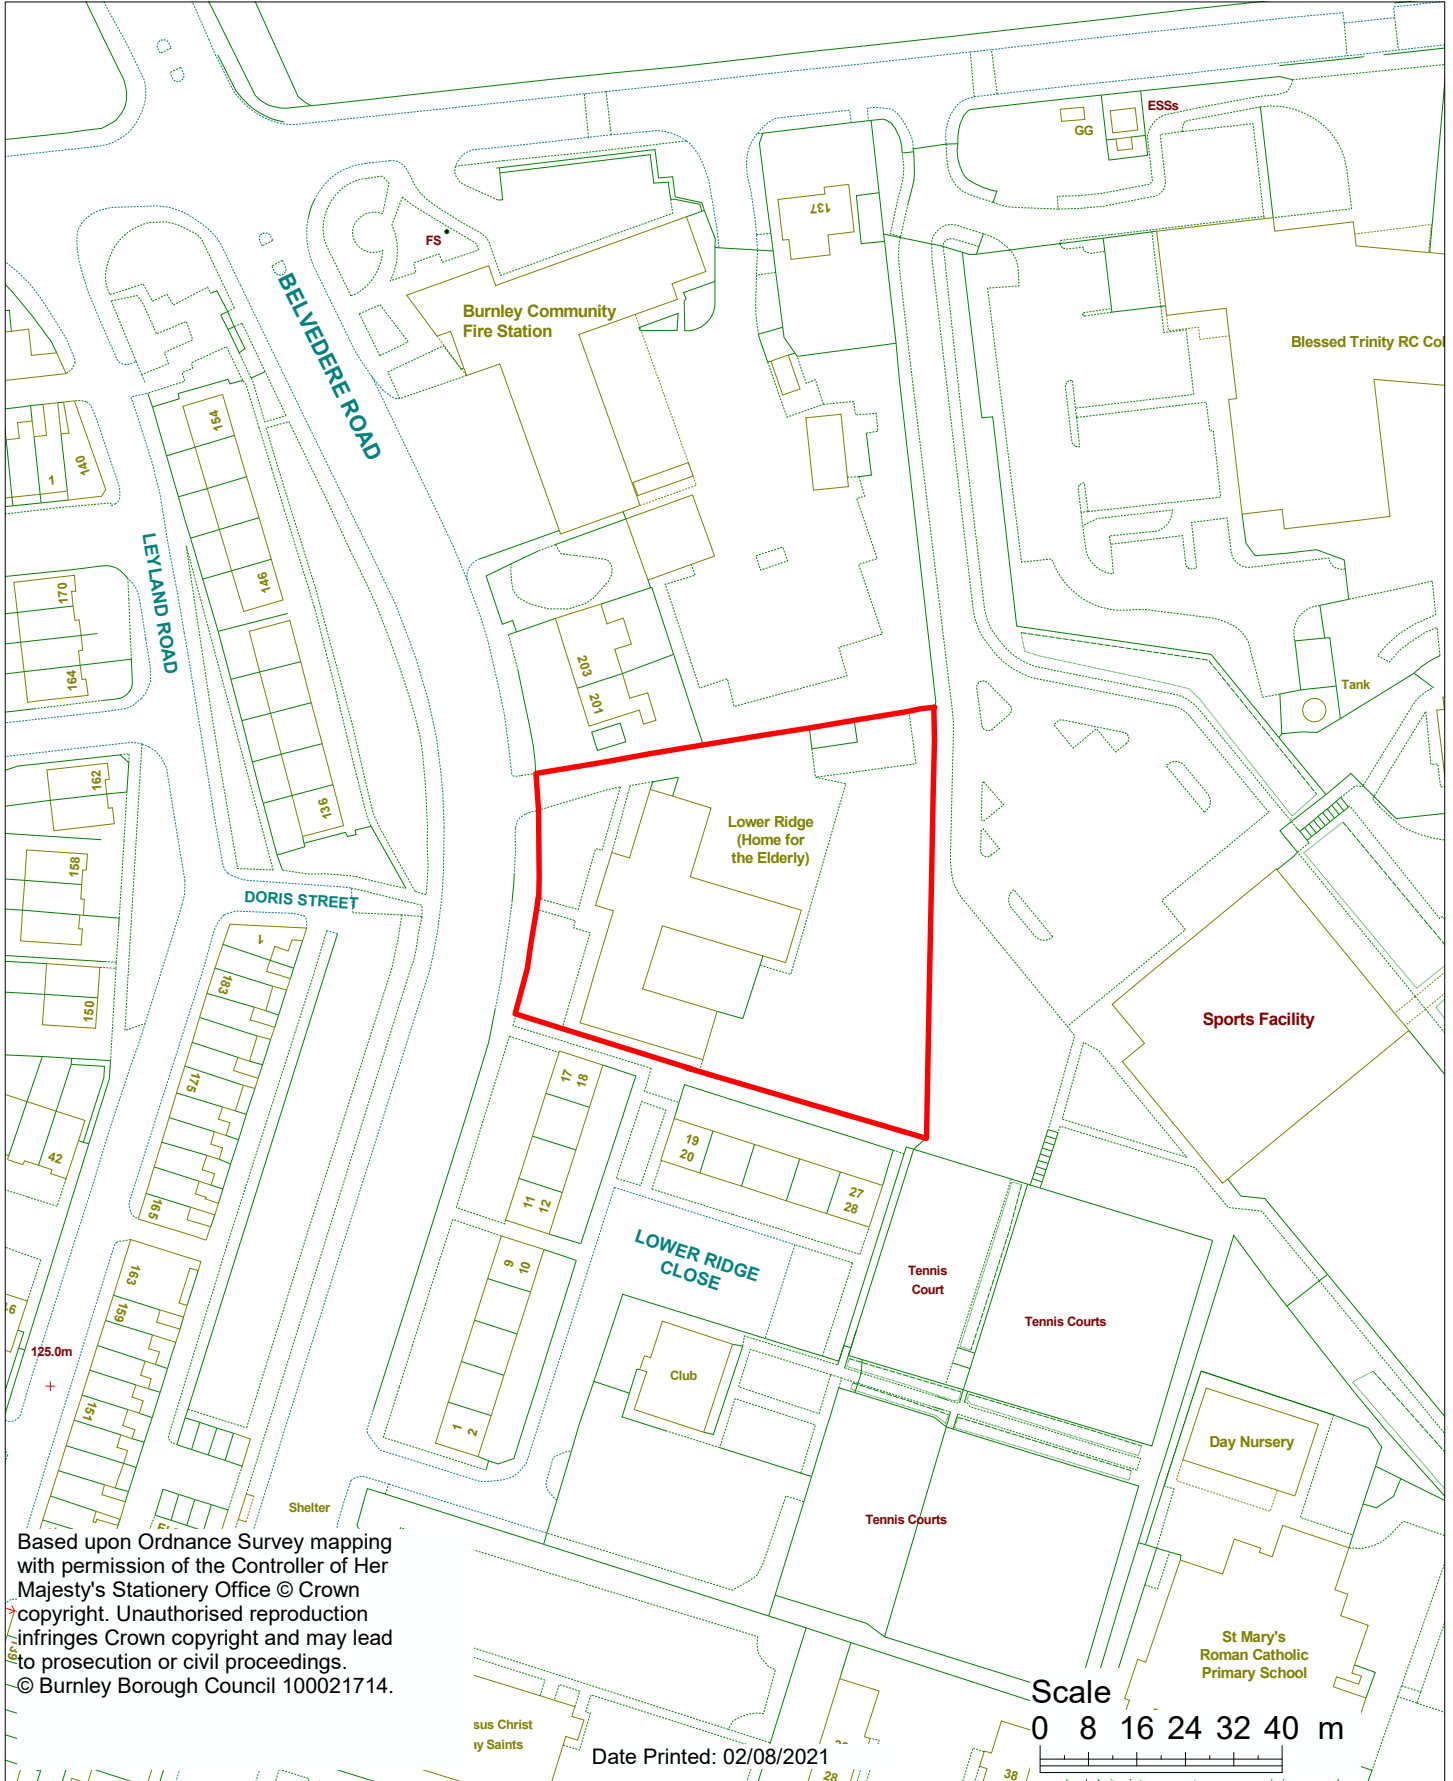 ESSs
GG
137
FS
Burnley Community
Fire Station
BELVEDERE ROAD
Blessed Trinity RC Col
154
140
1
LEYLAND ROAD
146
170
164
203
201
Tank
162
136
158
Lower Ridge
(Home for
the Elderly)
DORIS STREET
1
183
150
Sports Facility
175
17
18
42
19
20
11
12
27
28
165
LOWER RIDGE
CLOSE
9
10
163
159
Tennis
Court
Tennis Courts
125.0m
Club
151
1
2
Day Nursery
Shelter
Tennis Courts
Based upon Ordnance Survey mapping
with permission of the Controller of Her
Majesty's Stationery Office © Crown
copyright. Unauthorised reproduction
infringes Crown copyright and may lead
to prosecution or civil proceedings.
© Burnley Borough Council 100021714.
139
St Mary's
Roman Catholic
Primary School
sus Christ
ay Saints
Date Printed: 02/08/2021
28
38
Scale
0 8 16 24 32 40 m